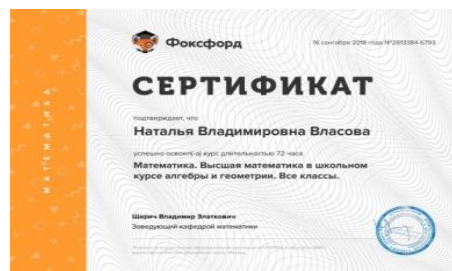 МАТЕМАТИКА
Фоксфорд
16 сентября 2016 года №2613384-6793
СЕРТИФИКАТ
подтверждает, что
Наталья Владимировна Власова
успешно освоил(-а) курс длительностью 72 часа
Математика. Высшая математика в школьном
курсе алгебры и геометрии. Все классы.
Шарич Владимир Златкович
Заведующий кафедрой математики